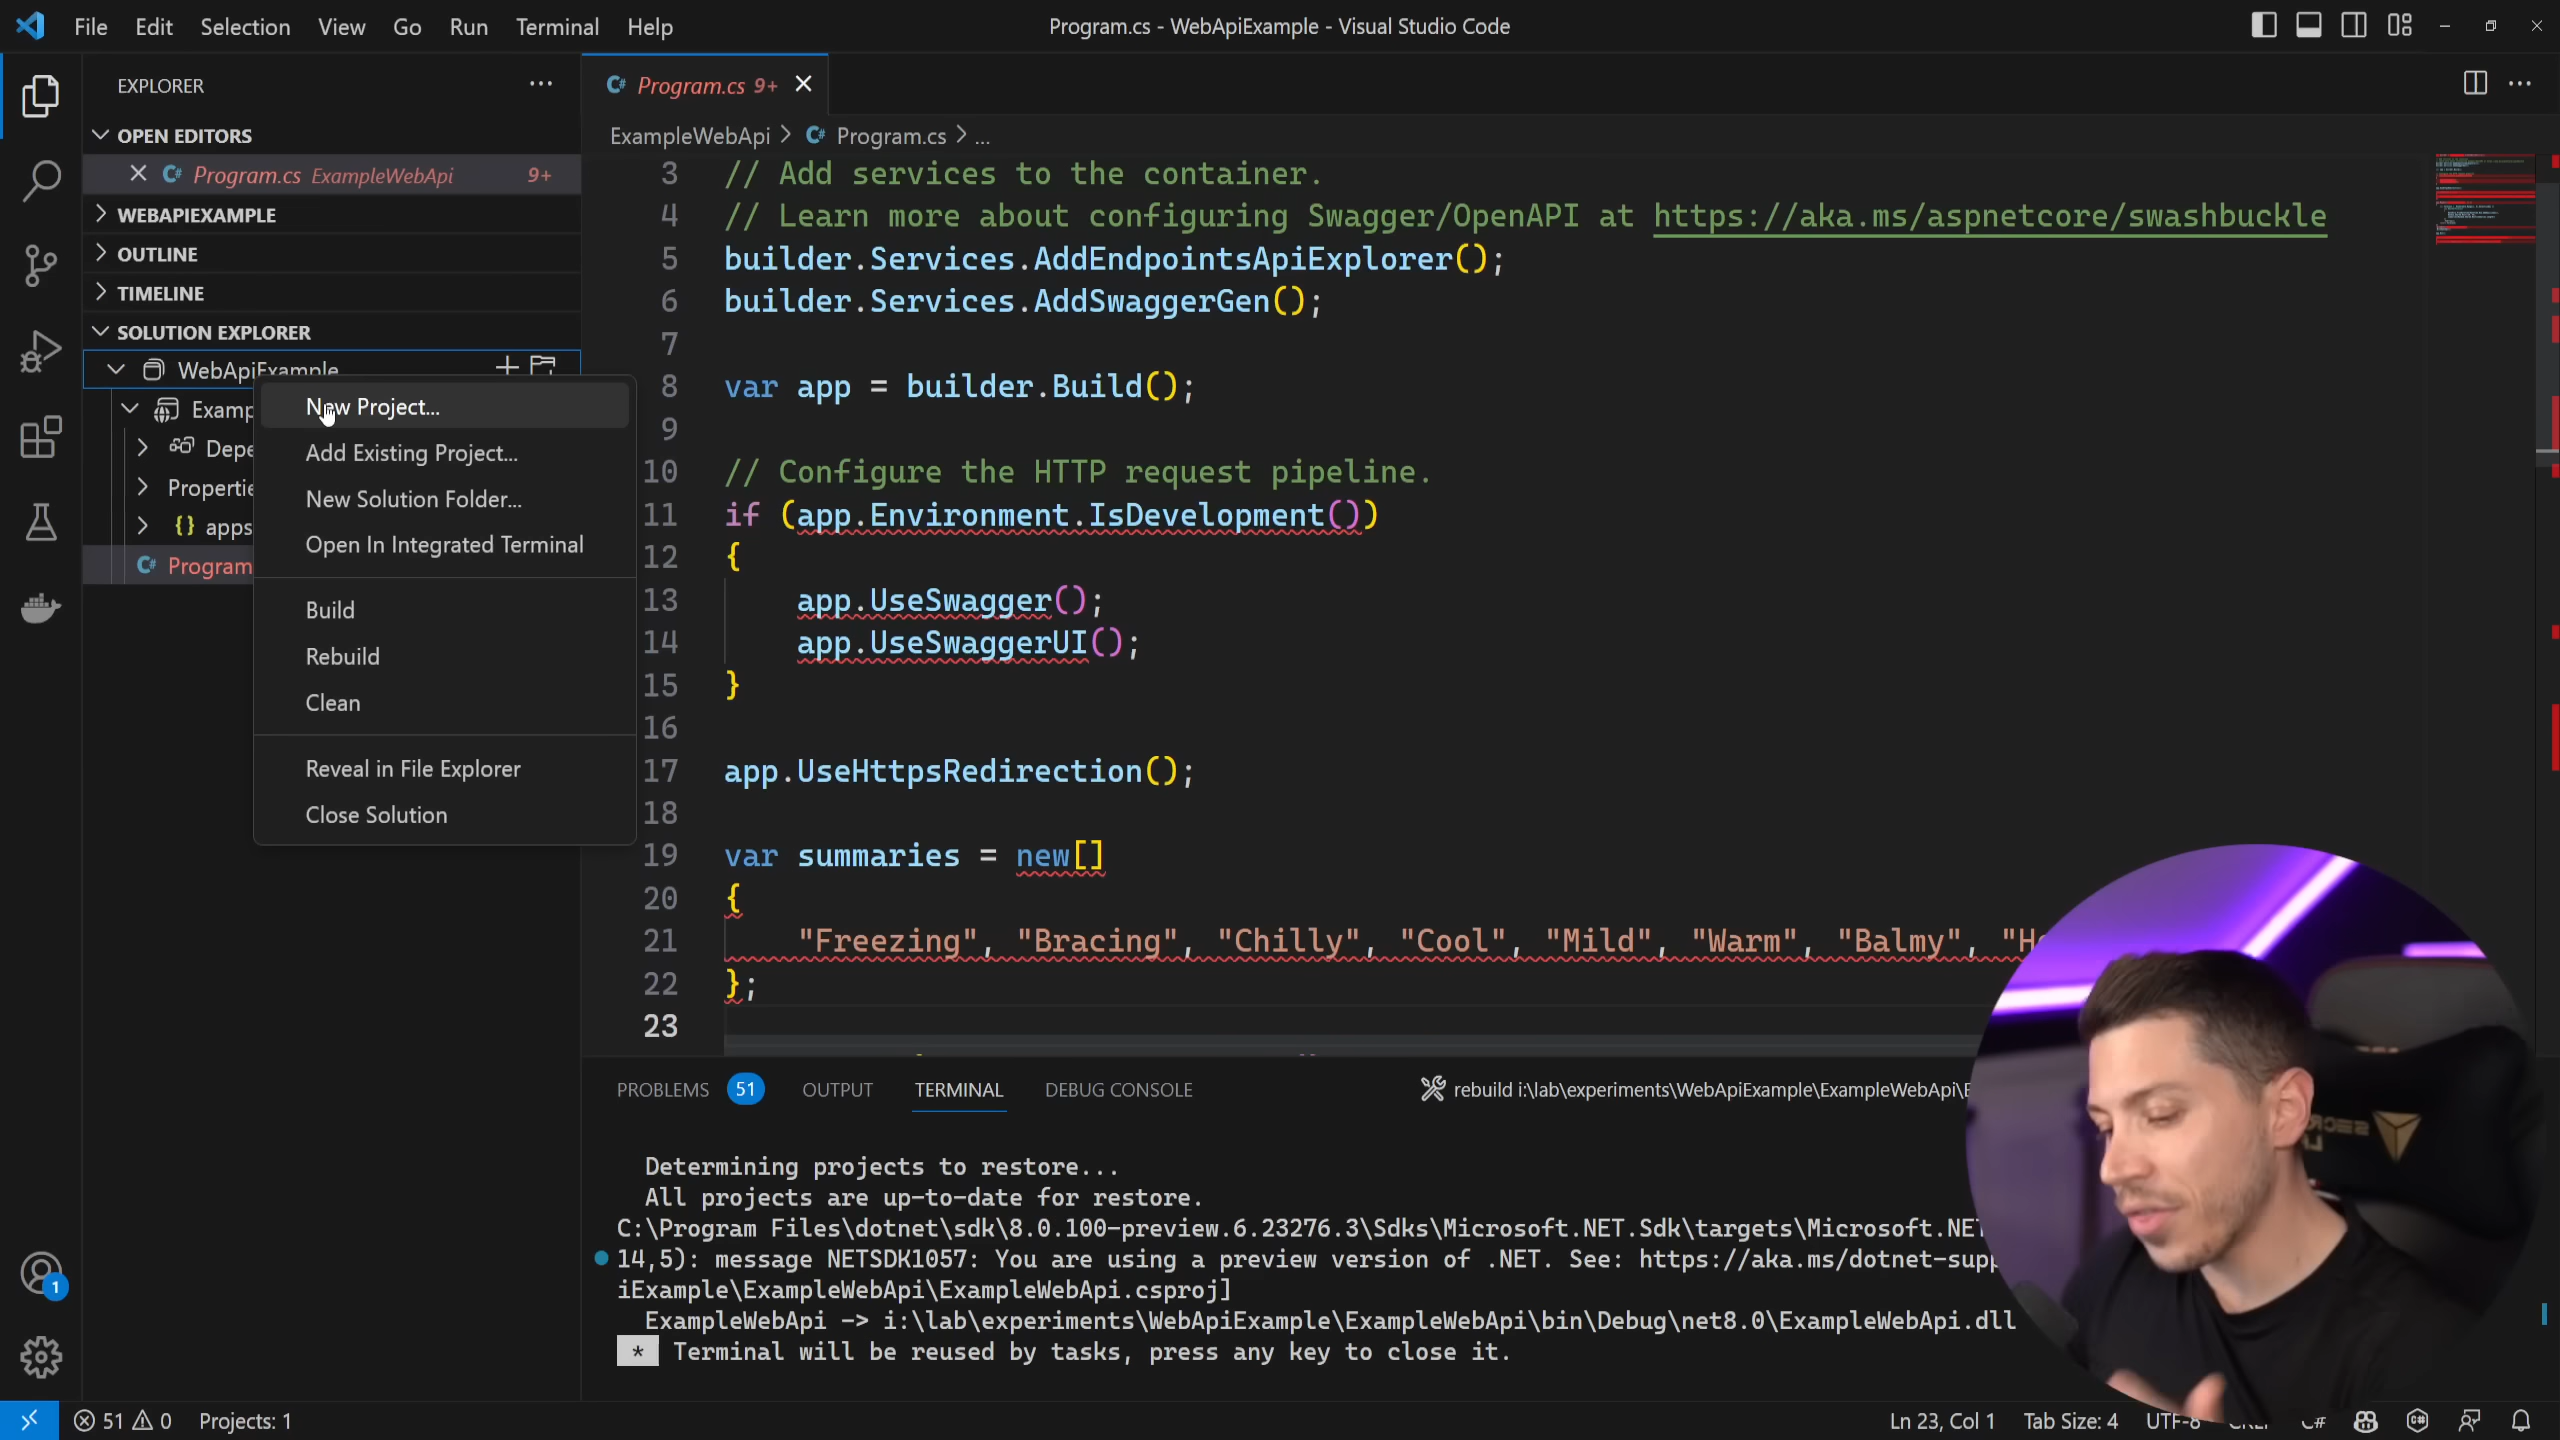 File Edit Selection View Go Run Terminal Help
Program.cs - WebApiExample - Visual Studio Code
EXPLORER
OPEN EDITORS
Program.cs ExampleWebApi 9+
WEBAPIEXAMPLE
OUTLINE
TIMELINE
SOLUTION EXPLORER
WebApiExample
Examp
Depe
Propertie
{} apps
C# Program
New Project...
Add Existing Project...
New Solution Folder...
Open In Integrated Terminal
Build
Rebuild
Clean
Reveal in File Explorer
Close Solution
Program.cs 9+
ExampleWebApi > Program.cs > ...
3 // Add services to the container.
4 // Learn more about configuring Swagger/OpenAPI at https://aka.ms/aspnetcore/swashbuckle
5 builder.Services.AddEndpointsApiExplorer();
6 builder.Services.AddSwaggerGen();
7
8 var app = builder.Build();
9
10 // Configure the HTTP request pipeline.
11 if (app.Environment.IsDevelopment())
12 {
13 app.UseSwagger();
14 app.UseSwaggerUI();
15 }
16
17 app.UseHttpsRedirection();
18
19 var summaries = new[]
20 {
21 "Freezing", "Bracing", "Chilly", "Cool", "Mild", "Warm", "Balmy",
22 };
23
PROBLEMS 51 OUTPUT TERMINAL DEBUG CONSOLE
rebuild i:\lab\experiments\WebApiExample\ExampleWebApi\
Determining projects to restore...
All projects are up-to-date for restore.
C:\Program Files\dotnet\sdk\8.0.100-preview.6.23276.3\Sdks\Microsoft.NET.Sdk\targets\Microsoft.NE
14,5): message NETSDK1057: You are using a preview version of .NET. See: https://aka.ms/dotnet-supp
iExample\ExampleWebApi\ExampleWebApi.csproj]
ExampleWebApi -> i:\lab\experiments\WebApiExample\ExampleWebApi\bin\Debug\net8.0\ExampleWebApi.dll
* Terminal will be reused by tasks, press any key to close it.
1
51 0 Projects: 1
Ln 23, Col 1 Tab Size: 4 UTF-8